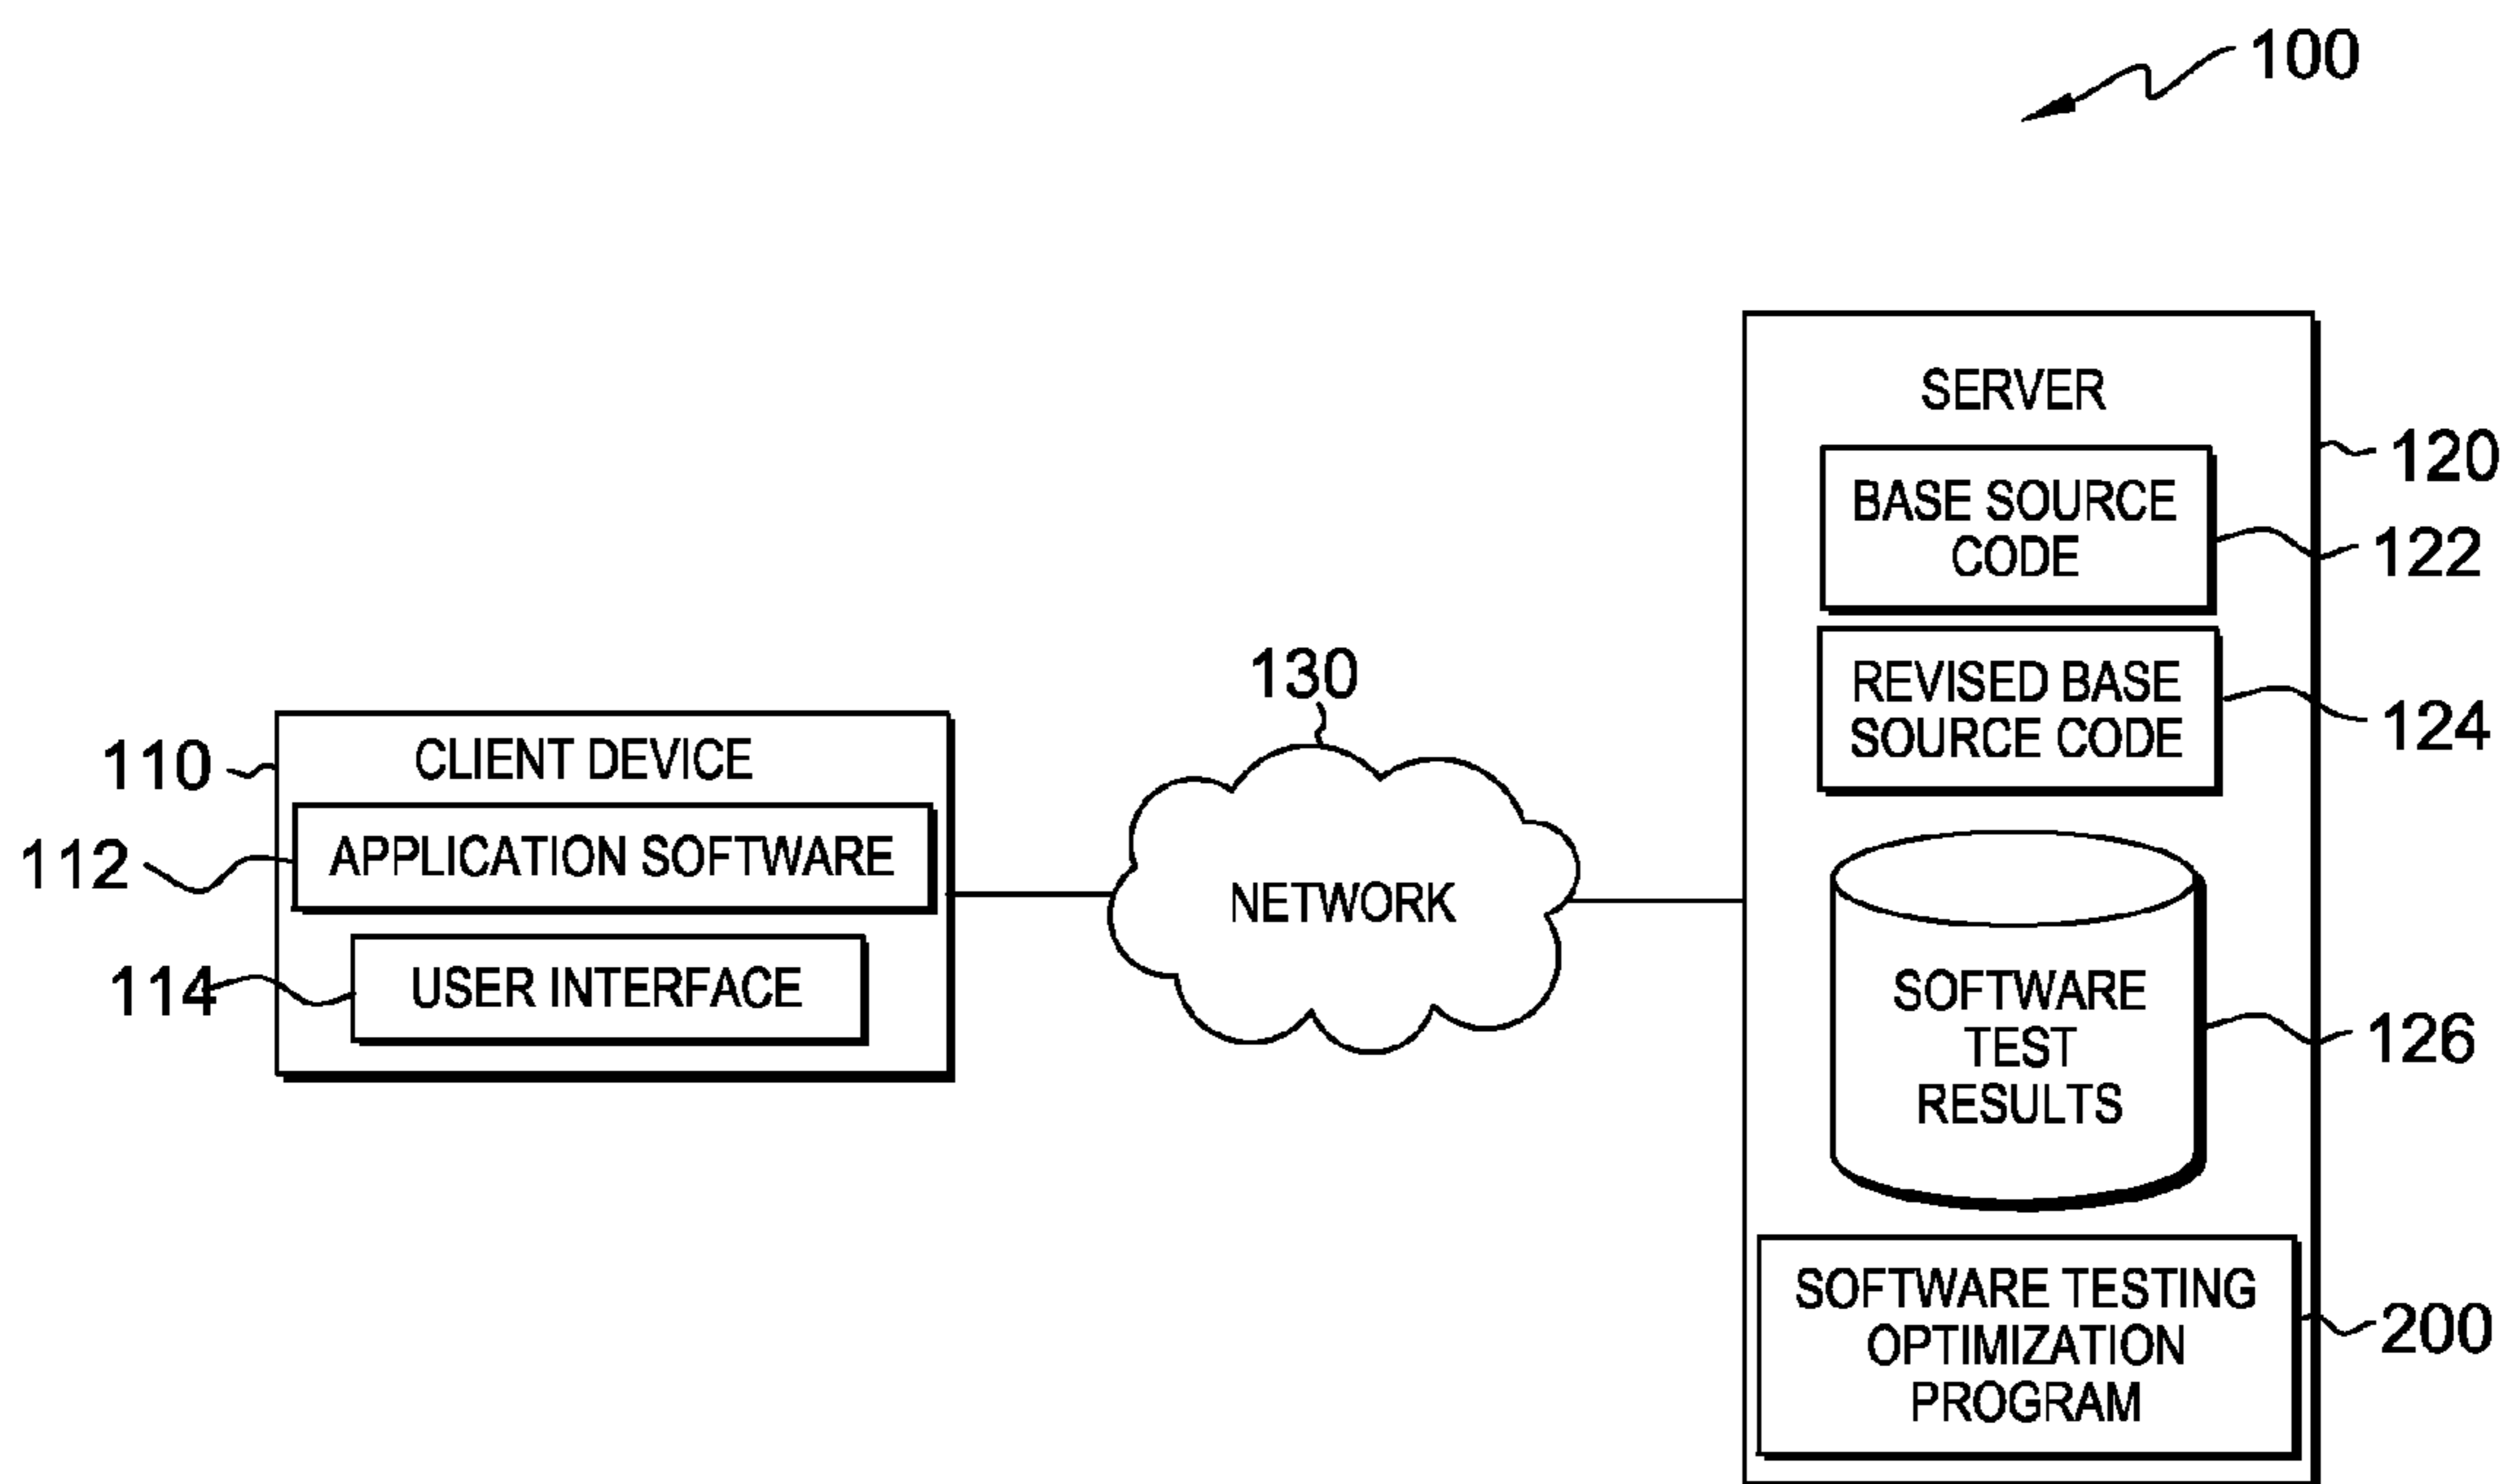 100
SERVER
120
BASE SOURCE
CODE
122
REVISED BASE
SOURCE CODE
124
130
110
CLIENT DEVICE
112
APPLICATION SOFTWARE
NETWORK
114
USER INTERFACE
SOFTWARE
TEST
RESULTS
126
SOFTWARE TESTING
OPTIMIZATION
PROGRAM
200